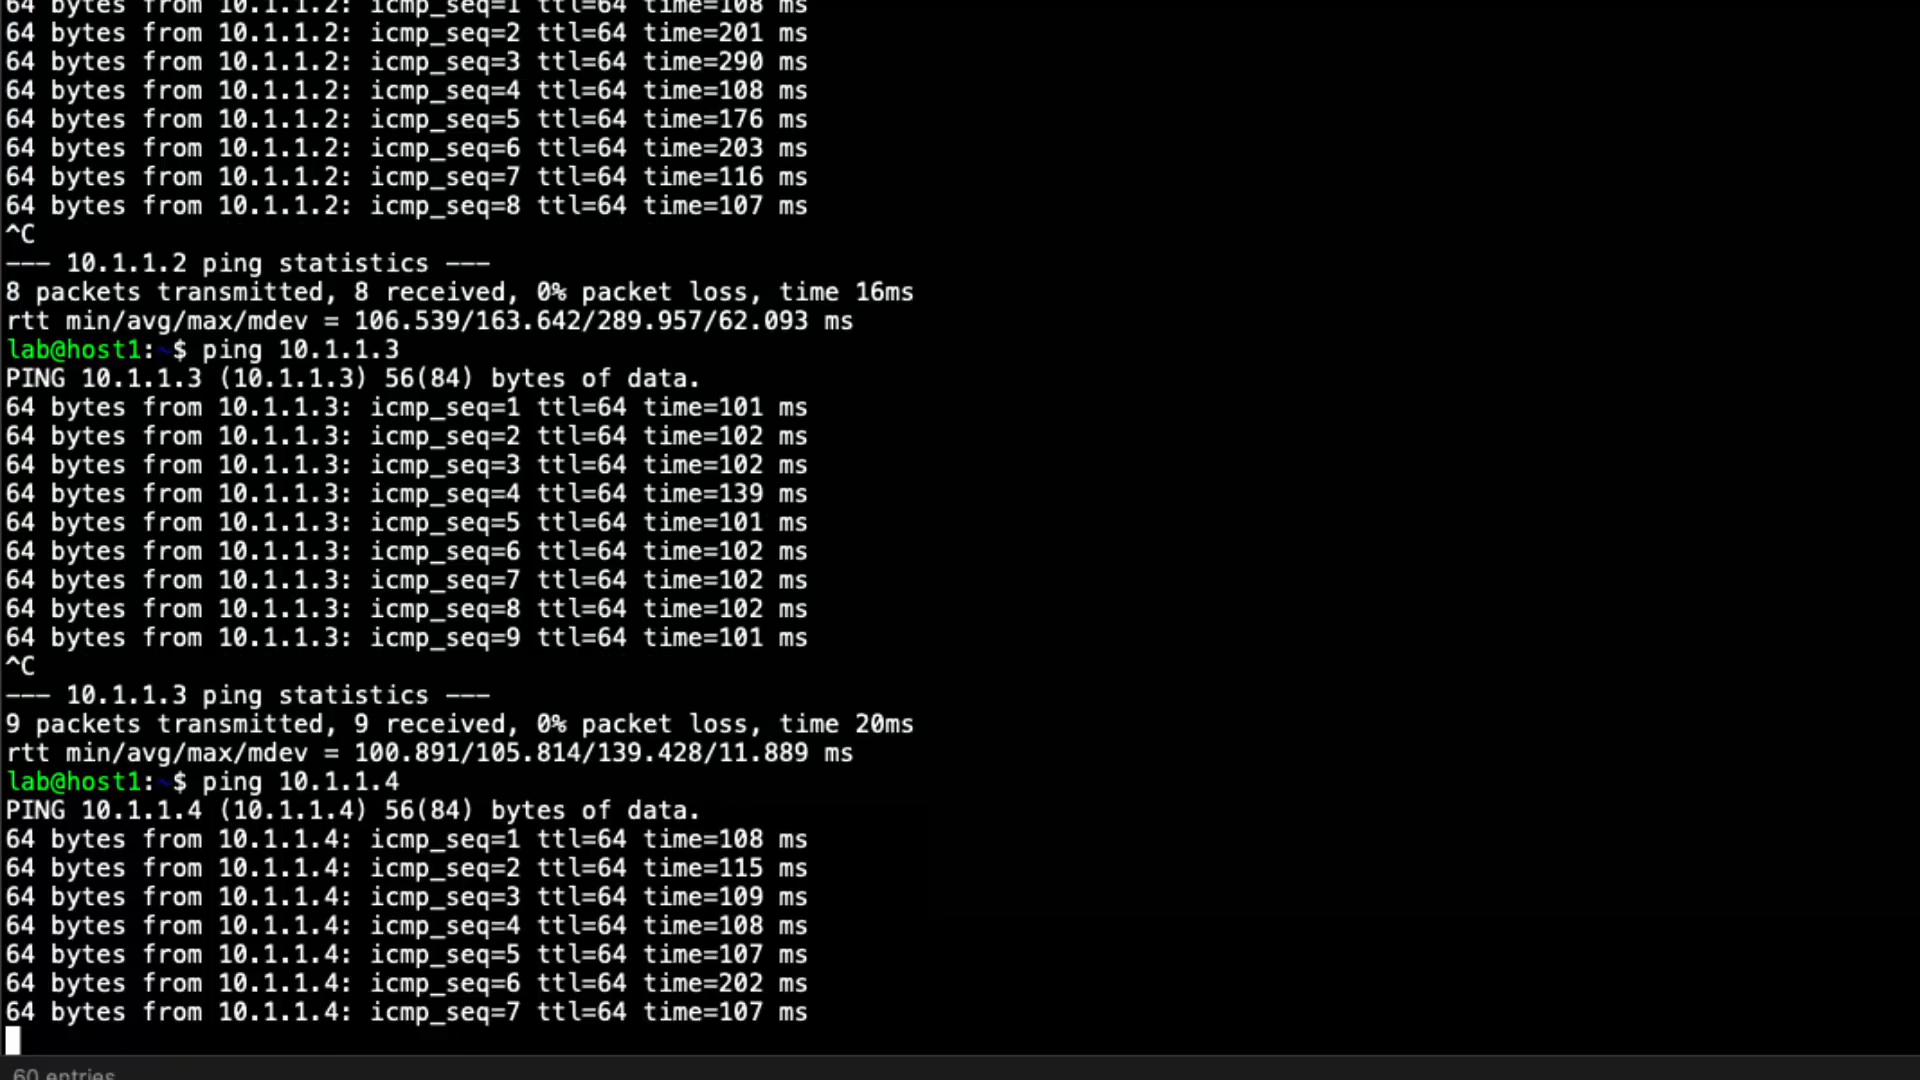 64 bytes from 10.1.1.2: icmp_seq=1 ttl=64 time=108 ms
64 bytes from 10.1.1.2: icmp_seq=2 ttl=64 time=201 ms
64 bytes from 10.1.1.2: icmp_seq=3 ttl=64 time=290 ms
64 bytes from 10.1.1.2: icmp_seq=4 ttl=64 time=108 ms
64 bytes from 10.1.1.2: icmp_seq=5 ttl=64 time=176 ms
64 bytes from 10.1.1.2: icmp_seq=6 ttl=64 time=203 ms
64 bytes from 10.1.1.2: icmp_seq=7 ttl=64 time=116 ms
64 bytes from 10.1.1.2: icmp_seq=8 ttl=64 time=107 ms
^C
--- 10.1.1.2 ping statistics ---
8 packets transmitted, 8 received, 0% packet loss, time 16ms
rtt min/avg/max/mdev = 106.539/163.642/289.957/62.093 ms
lab@host1:~$ ping 10.1.1.3
PING 10.1.1.3 (10.1.1.3) 56(84) bytes of data.
64 bytes from 10.1.1.3: icmp_seq=1 ttl=64 time=101 ms
64 bytes from 10.1.1.3: icmp_seq=2 ttl=64 time=102 ms
64 bytes from 10.1.1.3: icmp_seq=3 ttl=64 time=102 ms
64 bytes from 10.1.1.3: icmp_seq=4 ttl=64 time=139 ms
64 bytes from 10.1.1.3: icmp_seq=5 ttl=64 time=101 ms
64 bytes from 10.1.1.3: icmp_seq=6 ttl=64 time=102 ms
64 bytes from 10.1.1.3: icmp_seq=7 ttl=64 time=102 ms
64 bytes from 10.1.1.3: icmp_seq=8 ttl=64 time=102 ms
64 bytes from 10.1.1.3: icmp_seq=9 ttl=64 time=101 ms
^C
--- 10.1.1.3 ping statistics ---
9 packets transmitted, 9 received, 0% packet loss, time 20ms
rtt min/avg/max/mdev = 100.891/105.814/139.428/11.889 ms
lab@host1:~$ ping 10.1.1.4
PING 10.1.1.4 (10.1.1.4) 56(84) bytes of data.
64 bytes from 10.1.1.4: icmp_seq=1 ttl=64 time=108 ms
64 bytes from 10.1.1.4: icmp_seq=2 ttl=64 time=115 ms
64 bytes from 10.1.1.4: icmp_seq=3 ttl=64 time=109 ms
64 bytes from 10.1.1.4: icmp_seq=4 ttl=64 time=108 ms
64 bytes from 10.1.1.4: icmp_seq=5 ttl=64 time=107 ms
64 bytes from 10.1.1.4: icmp_seq=6 ttl=64 time=202 ms
64 bytes from 10.1.1.4: icmp_seq=7 ttl=64 time=107 ms
60 entries